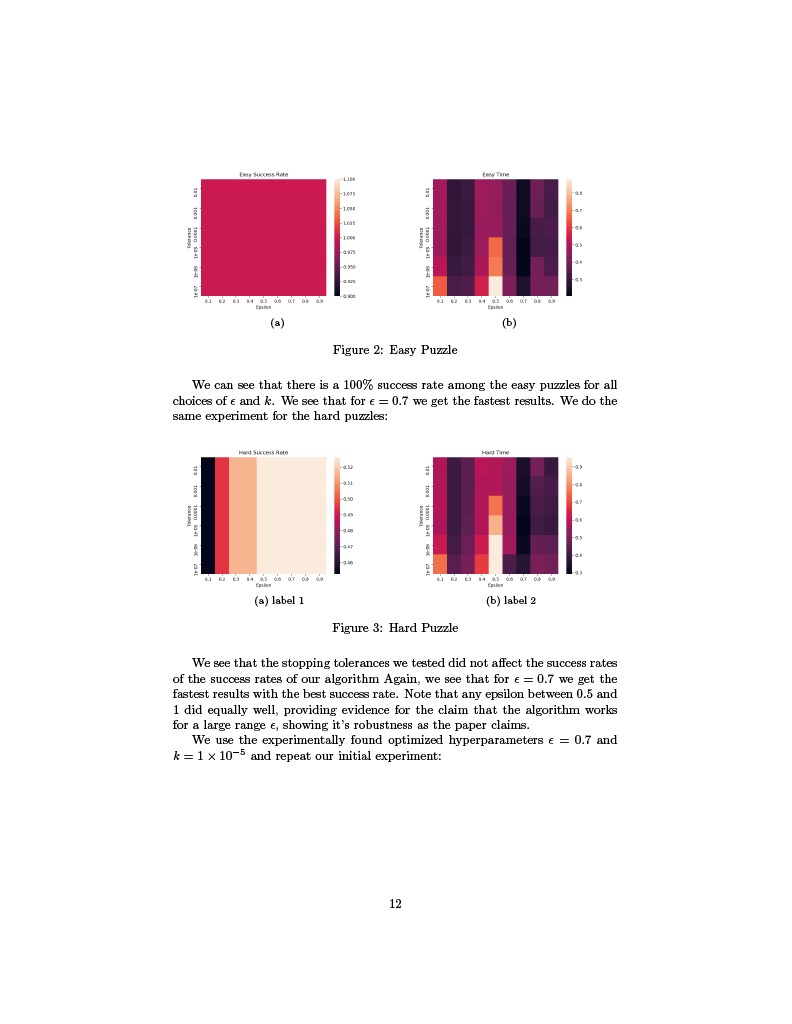 Easy Success Rate
Tolerance
0.01
0.001
0.0001
1e-05
1e-06
1e-07
0.1 0.2 0.3 0.4 0.5 0.6 0.7 0.8 0.9
Epsilon
1.100
1.075
1.050
1.025
1.000
0.975
0.950
0.925
0.900
(a)
Easy Time
Tolerance
0.01
0.001
0.0001
1e-05
1e-06
1e-07
0.1 0.2 0.3 0.4 0.5 0.6 0.7 0.8 0.9
Epsilon
0.8
0.7
0.6
0.5
0.4
0.3
(b)
Figure 2: Easy Puzzle
We can see that there is a 100% success rate among the easy puzzles for all
choices of ϵ and k. We see that for ϵ = 0.7 we get the fastest results. We do the
same experiment for the hard puzzles:
Hard Success Rate
Tolerance
0.01
0.001
0.0001
1e-05
1e-06
1e-07
0.1 0.2 0.3 0.4 0.5 0.6 0.7 0.8 0.9
Epsilon
0.52
0.51
0.50
0.49
0.48
0.47
0.46
(a) label 1
Hard Time
Tolerance
0.01
0.001
0.0001
1e-05
1e-06
1e-07
0.1 0.2 0.3 0.4 0.5 0.6 0.7 0.8 0.9
Epsilon
0.9
0.8
0.7
0.6
0.5
0.4
0.3
(b) label 2
Figure 3: Hard Puzzle
We see that the stopping tolerances we tested did not affect the success rates
of the success rates of our algorithm Again, we see that for ϵ = 0.7 we get the
fastest results with the best success rate. Note that any epsilon between 0.5 and
1 did equally well, providing evidence for the claim that the algorithm works
for a large range ϵ, showing it's robustness as the paper claims.
We use the experimentally found optimized hyperparameters ϵ = 0.7 and
k = 1 × 10⁻⁵ and repeat our initial experiment:
12